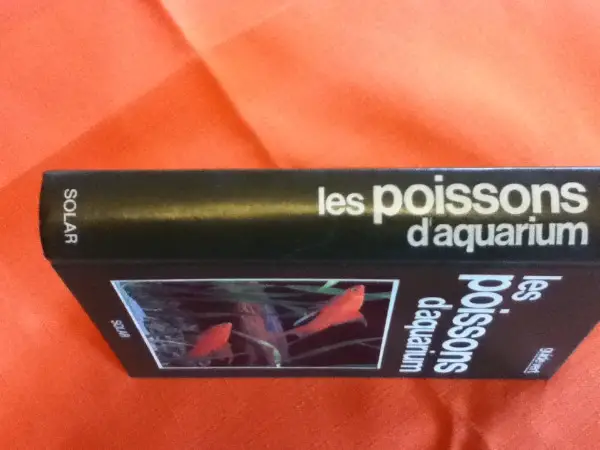 SOLAR
les poissons
d'aquarium
les
poissons
d'aquarium
SOLAR